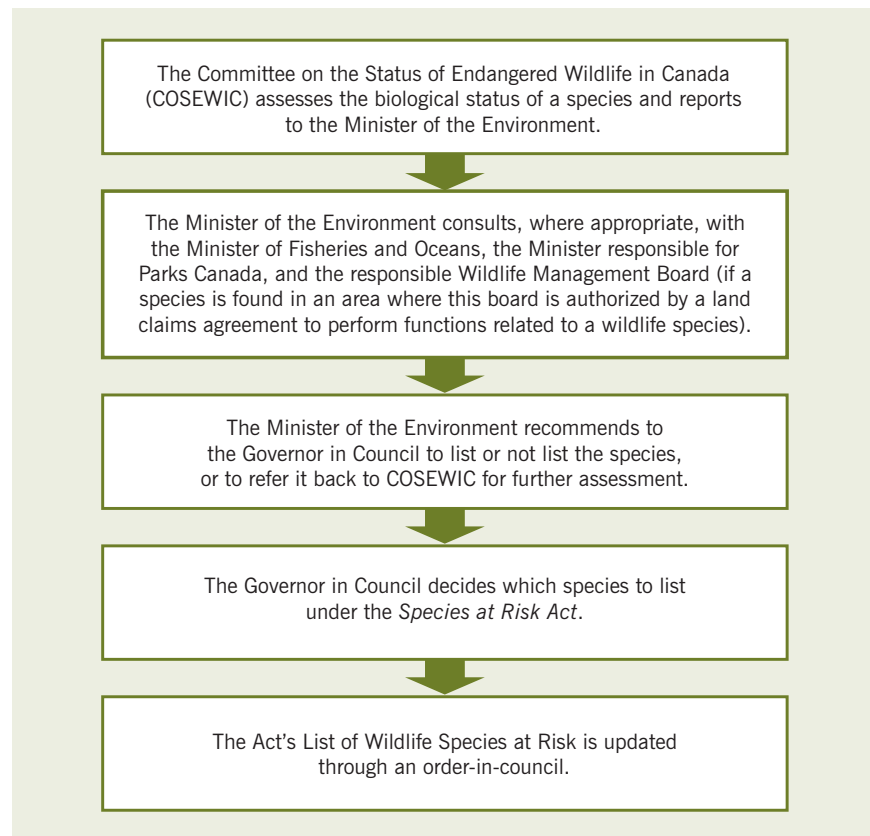 The Committee on the Status of Endangered Wildlife in Canada
(COSEWIC) assesses the biological status of a species and reports
to the Minister of the Environment.
The Minister of the Environment consults, where appropriate, with
the Minister of Fisheries and Oceans, the Minister responsible for
Parks Canada, and the responsible Wildlife Management Board (if a
species is found in an area where this board is authorized by a land
claims agreement to perform functions related to a wildlife species).
The Minister of the Environment recommends to
the Governor in Council to list or not list the species,
or to refer it back to COSEWIC for further assessment.
The Governor in Council decides which species to list
under the Species at Risk Act.
The Act’s List of Wildlife Species at Risk is updated
through an order-in-council.